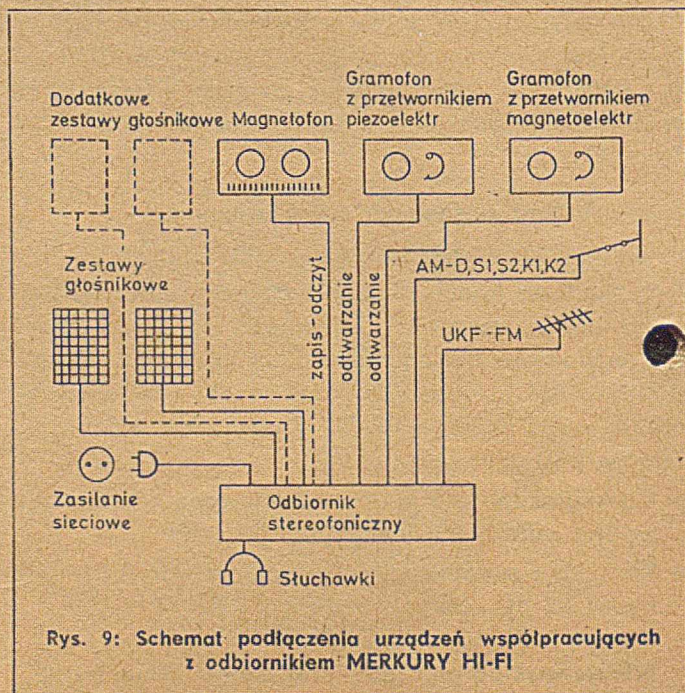 Dodatkowe
zestawy głośnikowe
Magnetofon
Gramofon
z przetwornikiem
piezoelektr
Gramofon
z przetwornikiem
magnetoelektr
Zestawy
głośnikowe
zapis-odczyt
odtwarzanie
odtwarzanie
AM-D,S1,S2,K1,K2
UKF-FM
Zasilanie
sieciowe
Odbiornik
stereofoniczny
Słuchawki
Rys. 9: Schemat podłączenia urządzeń współpracujących
z odbiornikiem MERKURY HI-FI